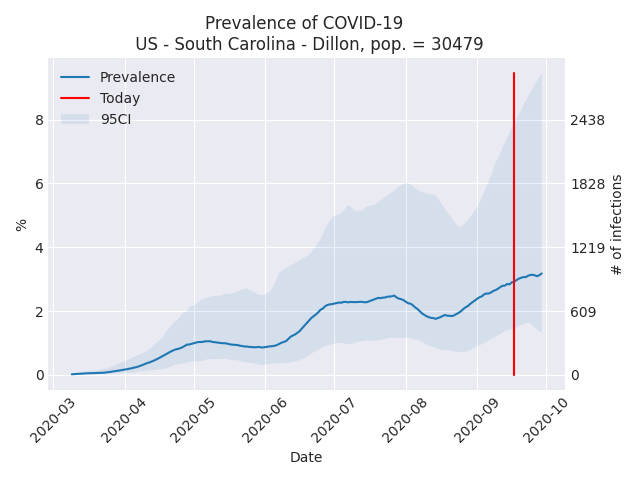 Prevalence of COVID-19
US - South Carolina - Dillon, pop. = 30479
Prevalence
Today
95CI
8
6
4
2
0
%
2438
1828
1219
609
0
# of infections
2020-03
2020-04
2020-05
2020-06
2020-07
2020-08
2020-09
2020-10
Date